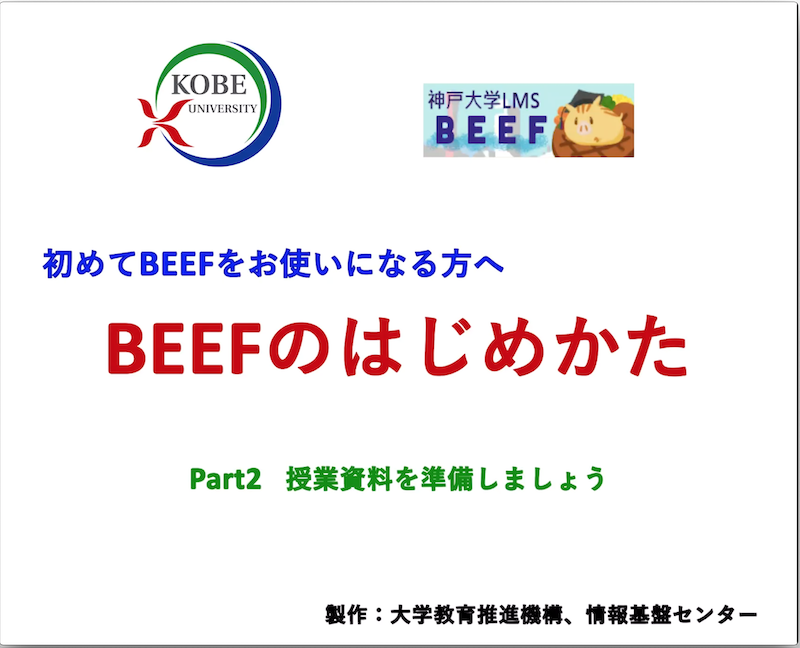 KOBE
UNIVERSITY
神戸大学LMS
BEEF
初めてBEEFをお使いになる方へ
BEEFのはじめかた
Part2 授業資料を準備しましょう
製作：大学教育推進機構、情報基盤センター